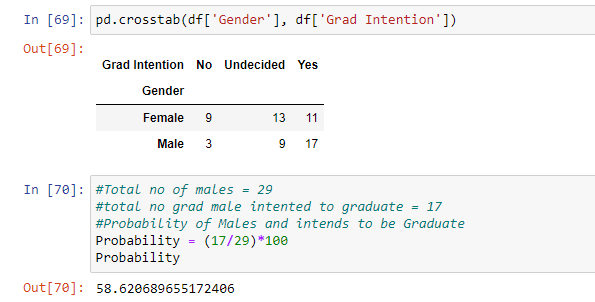 In [69]: pd.crosstab(df['Gender'], df['Grad Intention'])
Out[69]:
Grad Intention No Undecided Yes
Gender
Female 9 13 11
Male 3 9 17
In [70]: #Total no of males = 29
#total no grad male intented to graduate = 17
#Probability of Males and intends to be Graduate
Probability = (17/29)*100
Probability
Out[70]: 58.620689655172406